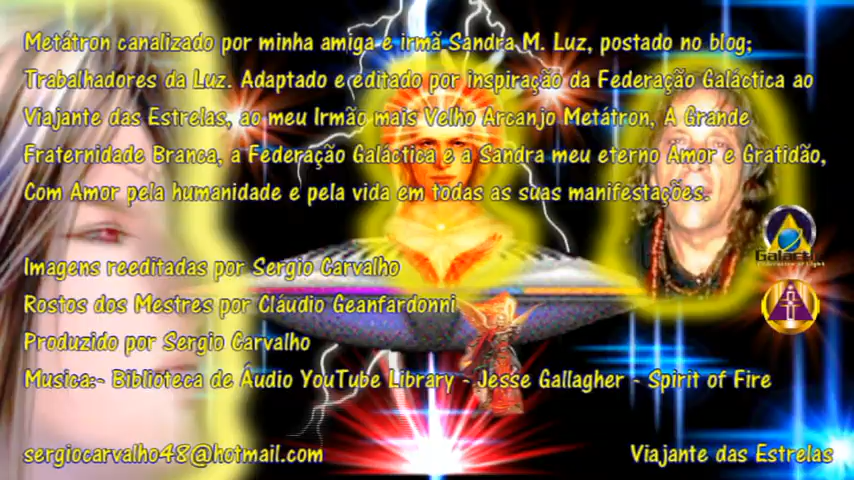 Metátron canalizado por minha amiga e irmã Sandra M. Luz, postado no blog;
Trabalhadores da Luz. Adaptado e editado por inspiração da Federação Galáctica ao
Viajante das Estrelas, ao meu Irmão mais Velho Arcanjo Metátron, A Grande
Fraternidade Branca, a Federação Galáctica e a Sandra meu eterno Amor e Gratidão,
Com Amor pela humanidade e pela vida em todas as suas manifestações.
Galactic
Federation of Light
Imagens reeditadas por Sergio Carvalho
Rostos dos Mestres por Cláudio Geanfardonni
Produzido por Sergio Carvalho
Musica:- Biblioteca de Áudio YouTube Library - Jesse Gallagher - Spirit of Fire
sergiocarvalho48@hotmail.com
Viajante das Estrelas